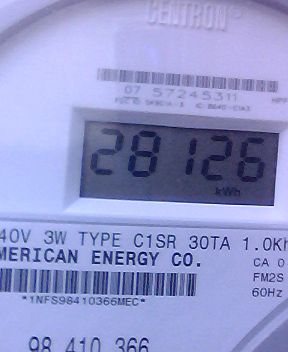 CENTRON®
07 57245311
28126
kWh
40V 3W TYPE C1SR 30TA 1.0Kh
MERICAN ENERGY CO.
CA 0
FM2S
*1NFS98410366MEC*
60Hz
98 410 366